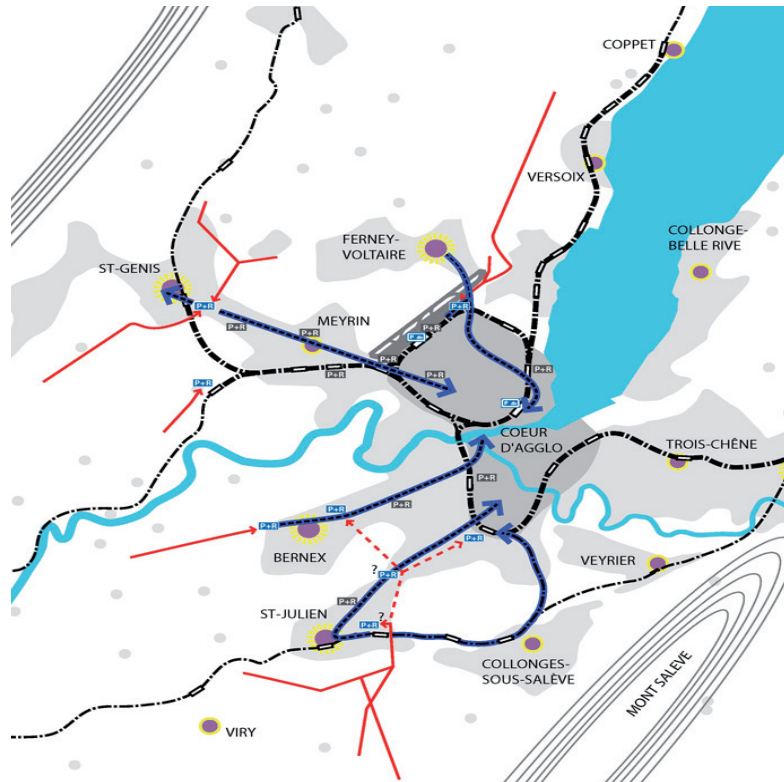 COPPET
VERSOIX
COLLONGE-
BELLE RIVE
FERNEY-
VOLTAIRE
ST-GENIS
P+R
P+R
P+R
MEYRIN
P+R
P+R
P+R
P+R
P
P+R
P+R
P+R
P+R
P
COEUR
D'AGGLO
TROIS-CHÊNE
P+R
P+R
P+R
P+R
BERNEX
P+R
VEYRIER
?
P+R
P+R
ST-JULIEN
?
P+R
COLLONGES-
SOUS-SALÈVE
MONT SALEVE
VIRY